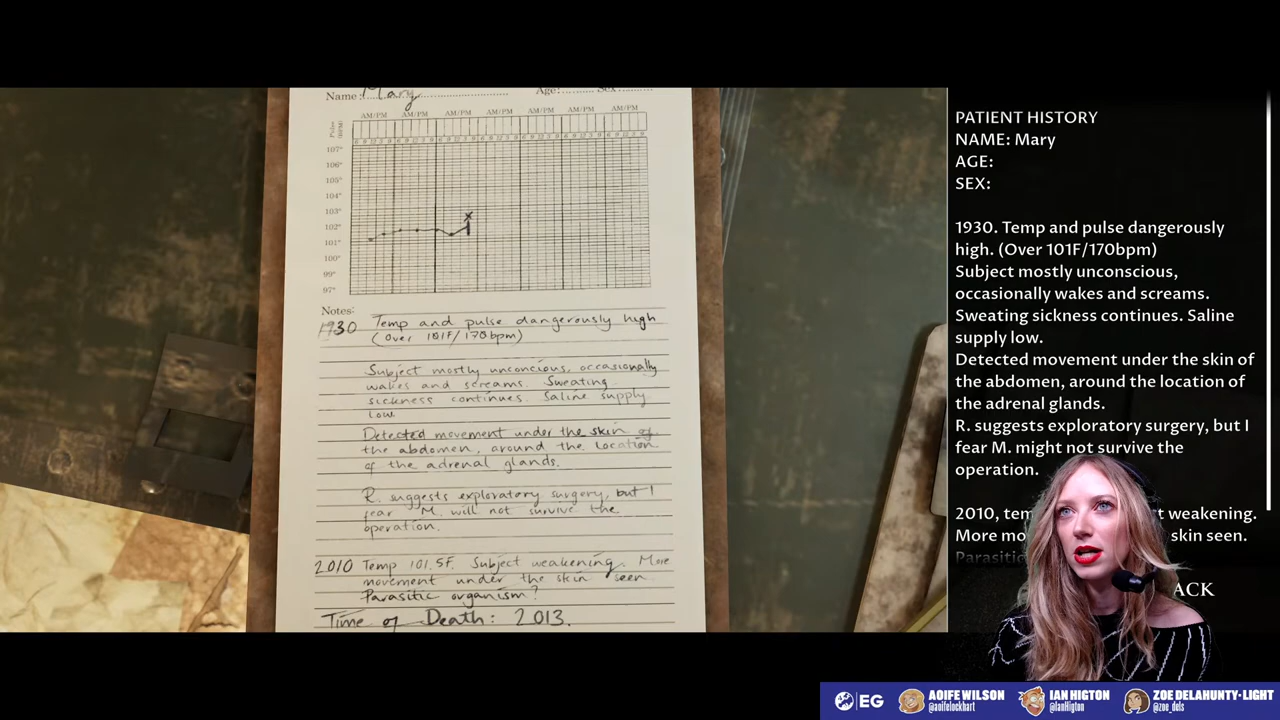 Name: Mary Age: Sex
AM/PM AM/PM AM/PM AM/PM AM/PM AM/PM AM/PM
Pulse (BPM)
107°
106°
105°
104°
103°
102°
101°
100°
99°
98°
97°
Notes:
1930 Temp and pulse dangerously high
(Over 101F/170bpm)
Subject mostly unconcious, occasionally
wakes and screams. Sweating
sickness continues. Saline supply
low.
Detected movement under the skin of
the abdomen, around the location
of the adrenal glands.
R. suggests exploratory surgery, but I
fear M. will not survive the
operation.
2010 Temp 101.5F. Subject weakening. More
movement under the skin seen.
Parasitic organism?
Time of Death: 2013.
PATIENT HISTORY
NAME: Mary
AGE:
SEX:
1930. Temp and pulse dangerously
high. (Over 101F/170bpm)
Subject mostly unconscious,
occasionally wakes and screams.
Sweating sickness continues. Saline
supply low.
Detected movement under the skin of
the abdomen, around the location of
the adrenal glands.
R. suggests exploratory surgery, but I
fear M. might not survive the
operation.
2010, tem t weakening.
More mo skin seen.
Parasitic
ACK
EG AOIFE WILSON IAN HIGTON ZOE DELAHUNTY-LIGHT
@aoifelockhart @IanHigton @zoe_dels